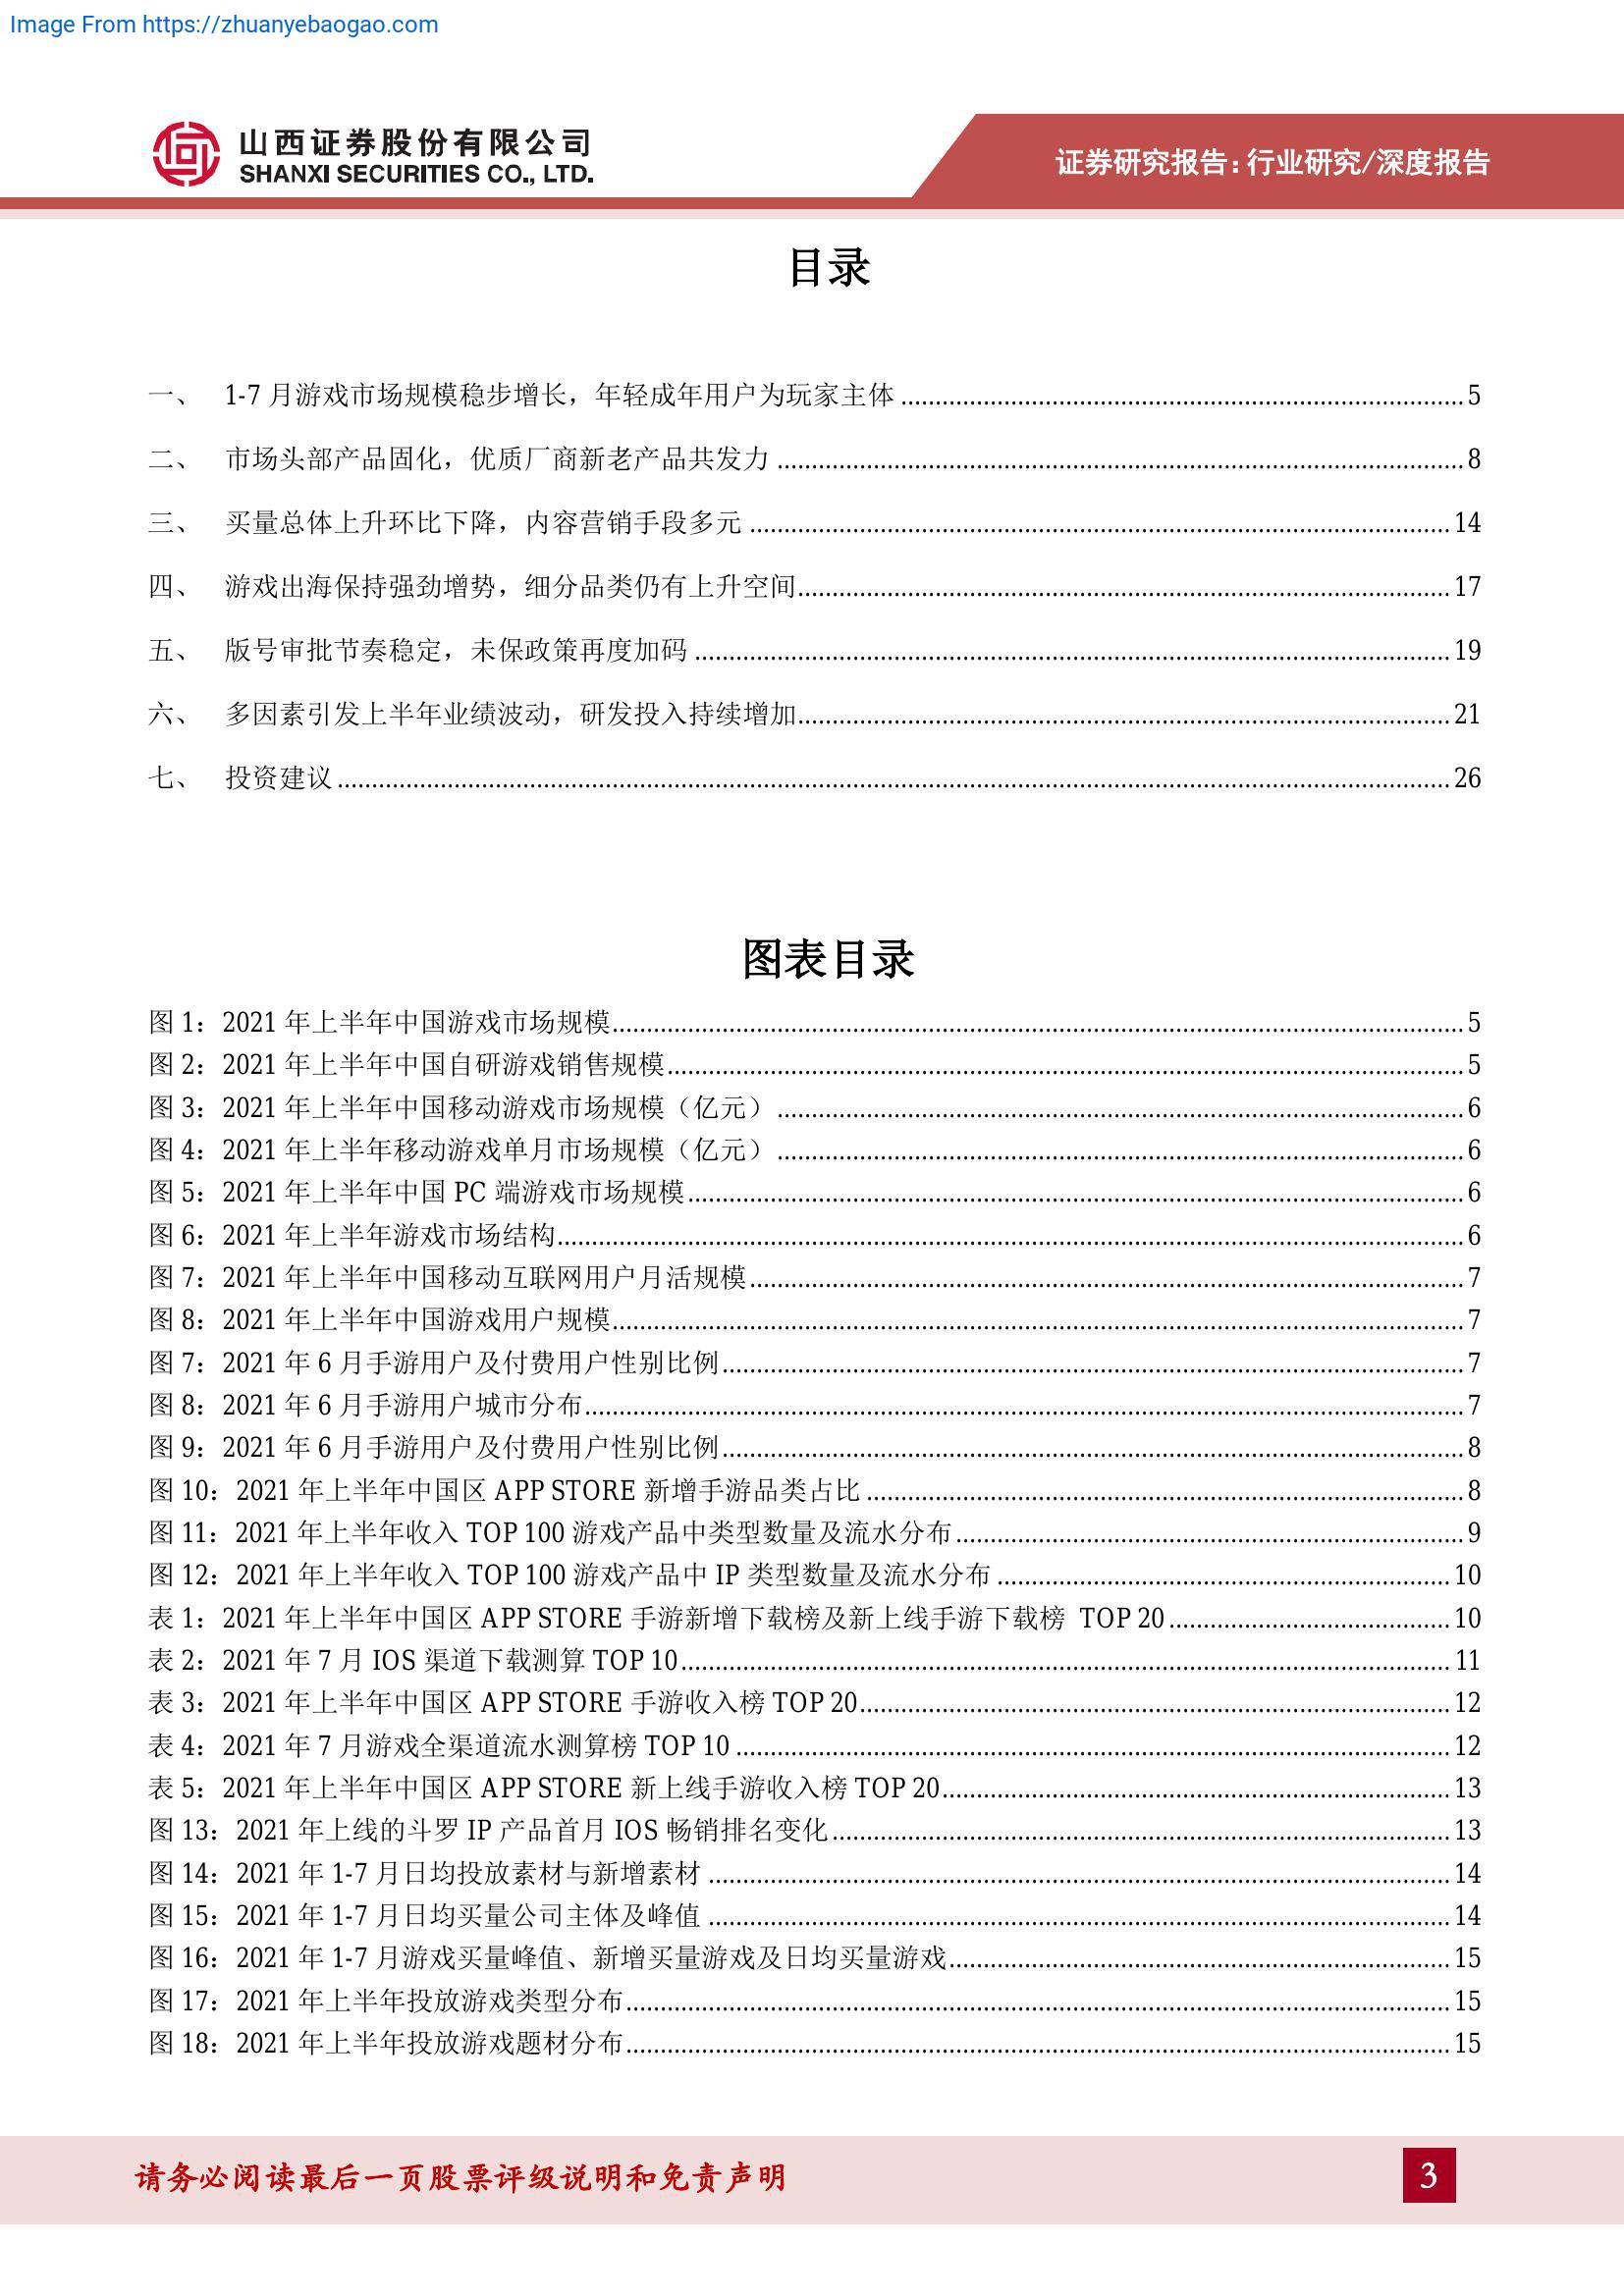 Image From https://zhuanyebaogao.com
山西证券股份有限公司
SHANXI SECURITIES CO., LTD.
证券研究报告：行业研究/深度报告
目录
一、 1-7 月游戏市场规模稳步增长，年轻成年用户为玩家主体 5
二、 市场头部产品固化，优质厂商新老产品共发力 8
三、 买量总体上升环比下降，内容营销手段多元 14
四、 游戏出海保持强劲增势，细分品类仍有上升空间 17
五、 版号审批节奏稳定，未保政策再度加码 19
六、 多因素引发上半年业绩波动，研发投入持续增加 21
七、 投资建议 26
图表目录
图 1：2021 年上半年中国游戏市场规模 5
图 2：2021 年上半年中国自研游戏销售规模 5
图 3：2021 年上半年中国移动游戏市场规模（亿元） 6
图 4：2021 年上半年移动游戏单月市场规模（亿元） 6
图 5：2021 年上半年中国 PC 端游戏市场规模 6
图 6：2021 年上半年游戏市场结构 6
图 7：2021 年上半年中国移动互联网用户月活规模 7
图 8：2021 年上半年中国游戏用户规模 7
图 7：2021 年 6 月手游用户及付费用户性别比例 7
图 8：2021 年 6 月手游用户城市分布 7
图 9：2021 年 6 月手游用户及付费用户性别比例 8
图 10：2021 年上半年中国区 APP STORE 新增手游品类占比 8
图 11：2021 年上半年收入 TOP 100 游戏产品中类型数量及流水分布 9
图 12：2021 年上半年收入 TOP 100 游戏产品中 IP 类型数量及流水分布 10
表 1：2021 年上半年中国区 APP STORE 手游新增下载榜及新上线手游下载榜 TOP 20 10
表 2：2021 年 7 月 IOS 渠道下载测算 TOP 10 11
表 3：2021 年上半年中国区 APP STORE 手游收入榜 TOP 20 12
表 4：2021 年 7 月游戏全渠道流水测算榜 TOP 10 12
表 5：2021 年上半年中国区 APP STORE 新上线手游收入榜 TOP 20 13
图 13：2021 年上线的斗罗 IP 产品首月 IOS 畅销排名变化 13
图 14：2021 年 1-7 月日均投放素材与新增素材 14
图 15：2021 年 1-7 月日均买量公司主体及峰值 14
图 16：2021 年 1-7 月游戏买量峰值、新增买量游戏及日均买量游戏 15
图 17：2021 年上半年投放游戏类型分布 15
图 18：2021 年上半年投放游戏题材分布 15
请务必阅读最后一页股票评级说明和免责声明
3